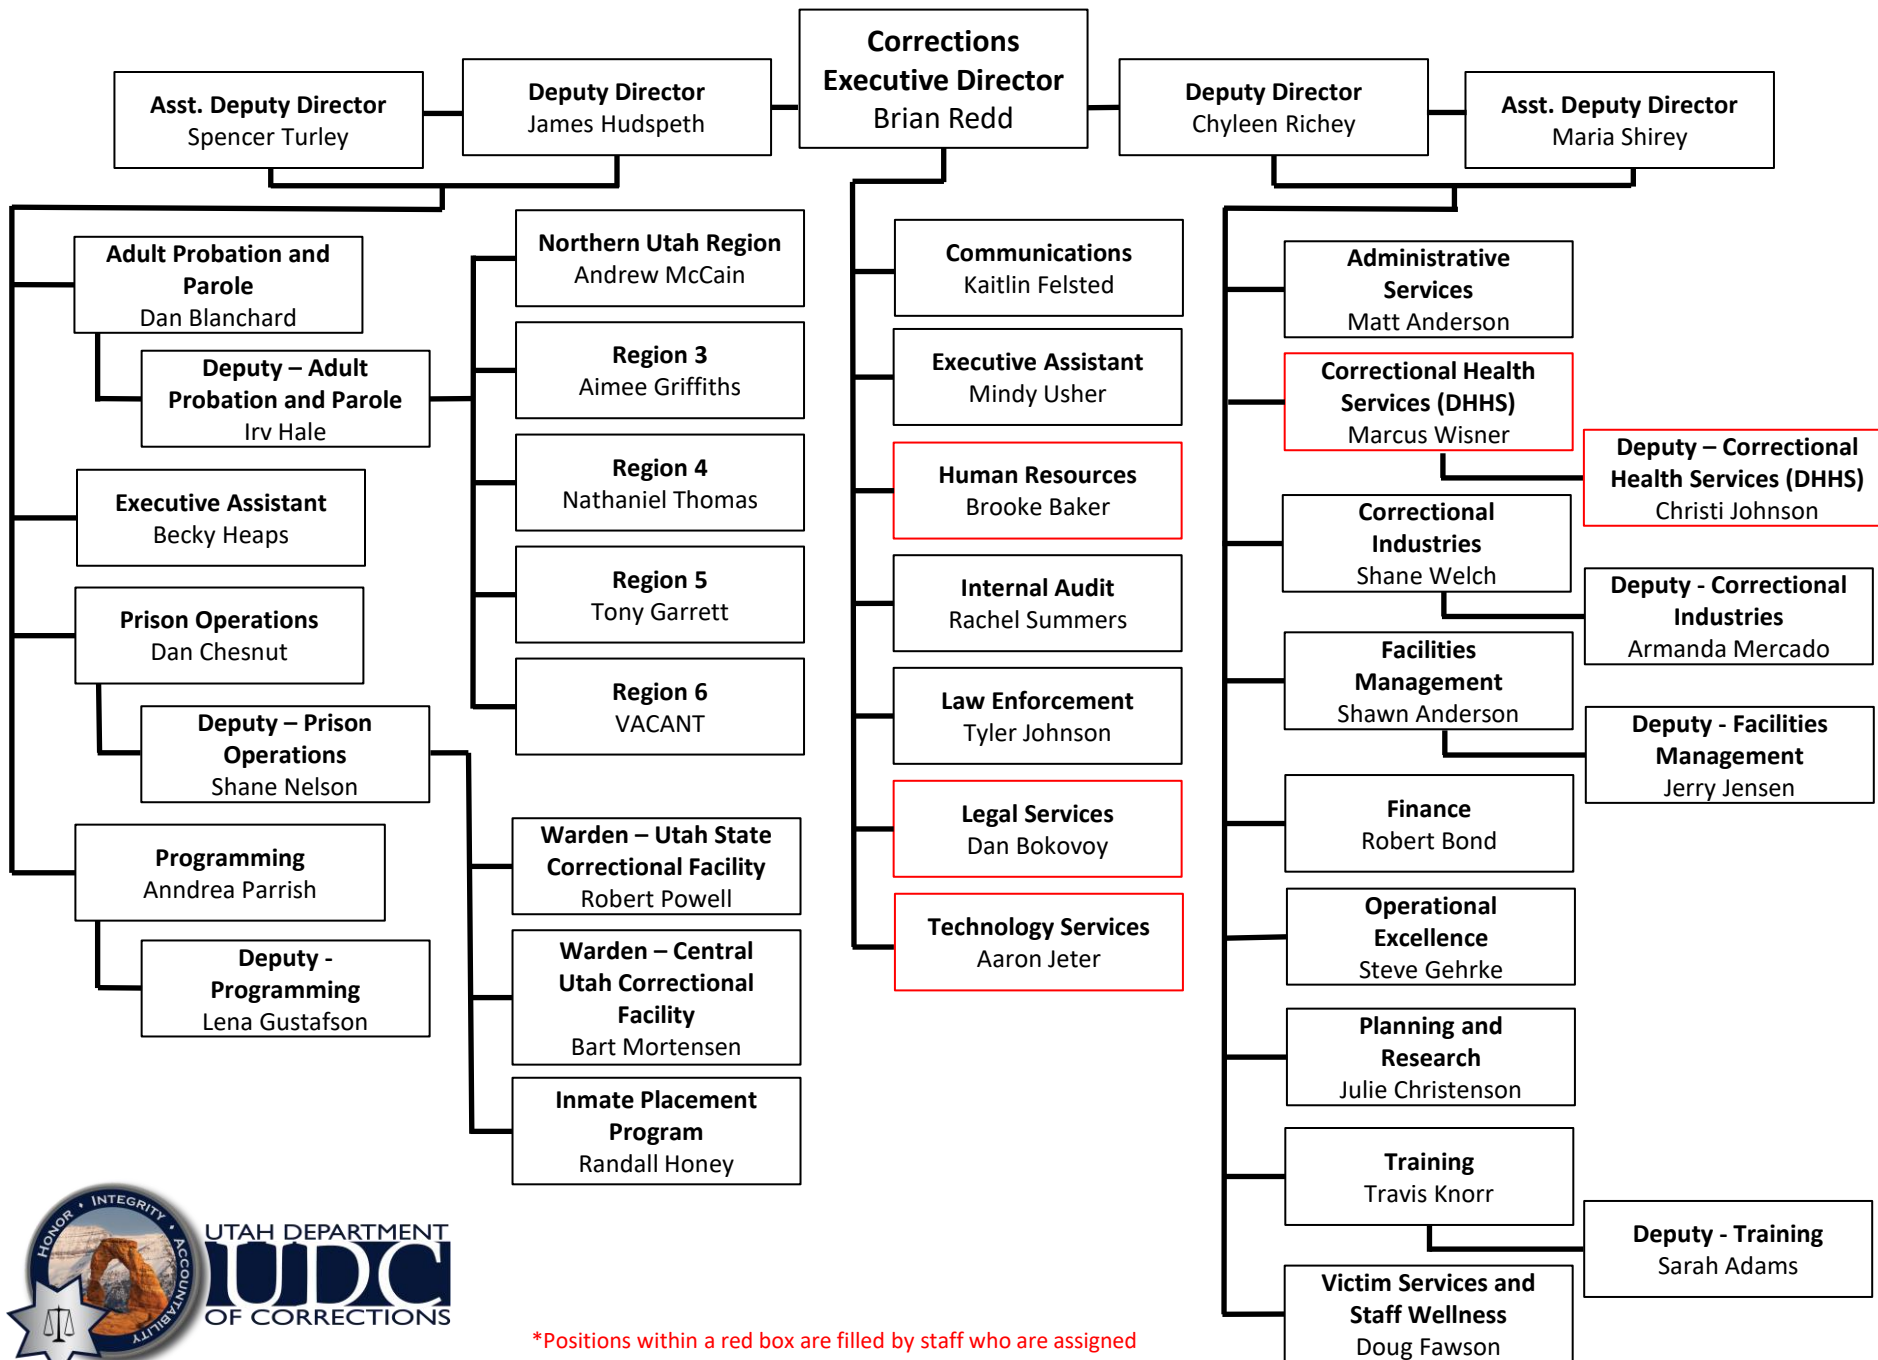 Corrections
Executive Director
Brian Redd
Asst. Deputy Director
Spencer Turley
Deputy Director
James Hudspeth
Deputy Director
Chyleen Richey
Asst. Deputy Director
Maria Shirey
Adult Probation and
Parole
Dan Blanchard
Deputy – Adult
Probation and Parole
Irv Hale
Executive Assistant
Becky Heaps
Prison Operations
Dan Chesnut
Deputy – Prison
Operations
Shane Nelson
Programming
Anndrea Parrish
Deputy -
Programming
Lena Gustafson
Northern Utah Region
Andrew McCain
Region 3
Aimee Griffiths
Region 4
Nathaniel Thomas
Region 5
Tony Garrett
Region 6
VACANT
Warden – Utah State
Correctional Facility
Robert Powell
Warden – Central
Utah Correctional
Facility
Bart Mortensen
Inmate Placement
Program
Randall Honey
Communications
Kaitlin Felsted
Executive Assistant
Mindy Usher
Human Resources
Brooke Baker
Internal Audit
Rachel Summers
Law Enforcement
Tyler Johnson
Legal Services
Dan Bokovoy
Technology Services
Aaron Jeter
Administrative
Services
Matt Anderson
Correctional Health
Services (DHHS)
Marcus Wisner
Deputy – Correctional
Health Services (DHHS)
Christi Johnson
Correctional
Industries
Shane Welch
Deputy - Correctional
Industries
Armanda Mercado
Facilities
Management
Shawn Anderson
Deputy - Facilities
Management
Jerry Jensen
Finance
Robert Bond
Operational
Excellence
Steve Gehrke
Planning and
Research
Julie Christenson
Training
Travis Knorr
Deputy - Training
Sarah Adams
Victim Services and
Staff Wellness
Doug Fawson
HONOR • INTEGRITY • ACCOUNTABILITY
UTAH DEPARTMENT
UDC
OF CORRECTIONS
*Positions within a red box are filled by staff who are assigned